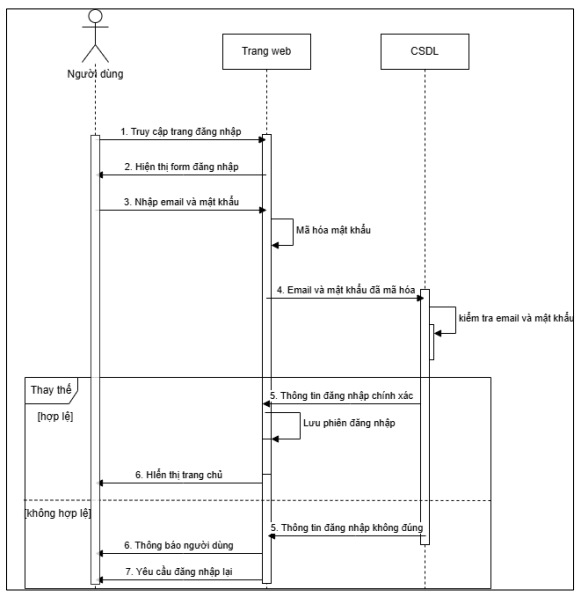 Người dùng
Trang web
CSDL
1. Truy cập trang đăng nhập
2. Hiện thị form đăng nhập
3. Nhập email và mật khẩu
Mã hóa mật khẩu
4. Email và mật khẩu đã mã hóa
kiểm tra email và mật khẩu
Thay thế
[hợp lệ]
5. Thông tin đăng nhập chính xác
Lưu phiên đăng nhập
6. Hiển thị trang chủ
[không hợp lệ]
5. Thông tin đăng nhập không đúng
6. Thông báo người dùng
7. Yêu cầu đăng nhập lại